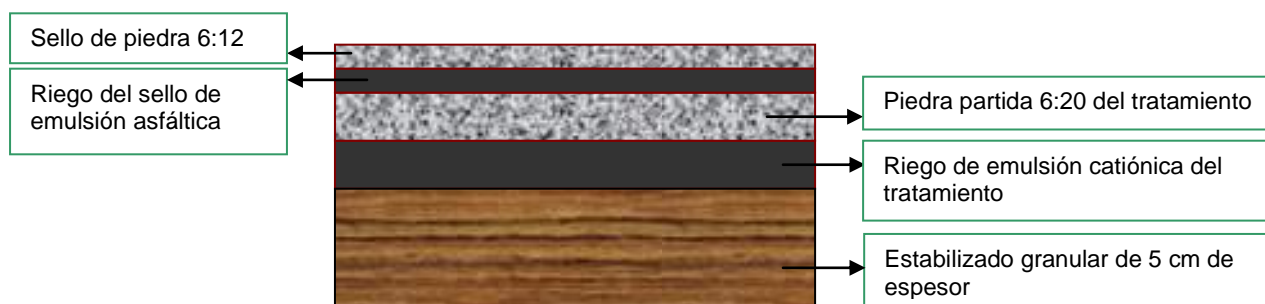 Sello de piedra 6:12
Riego del sello de
emulsión asfáltica
Piedra partida 6:20 del tratamiento
Riego de emulsión catiónica del
tratamiento
Estabilizado granular de 5 cm de
espesor